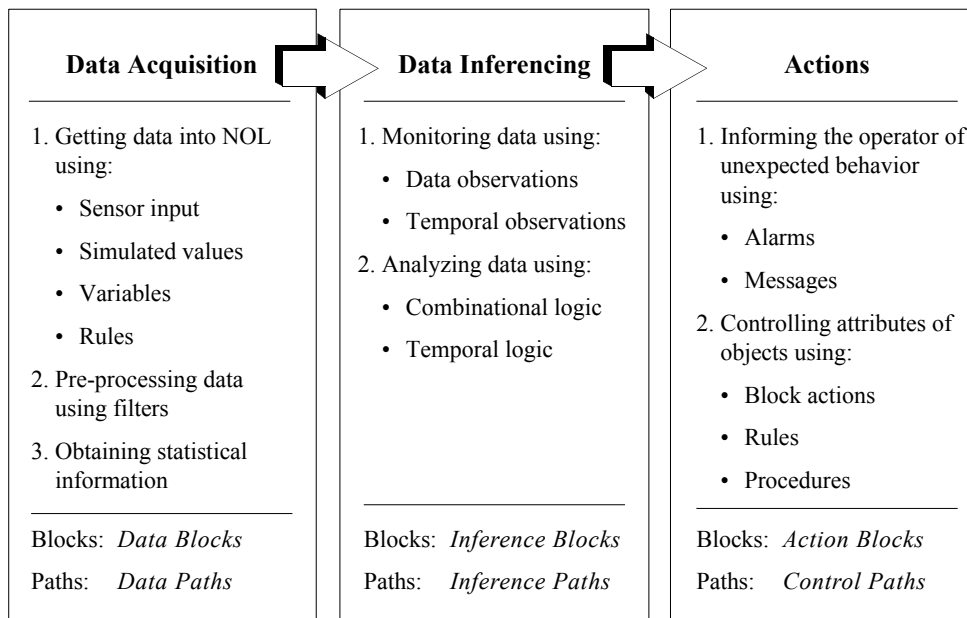 Data Acquisition
1. Getting data into NOL
using:
• Sensor input
• Simulated values
• Variables
• Rules
2. Pre-processing data
using filters
3. Obtaining statistical
information
Blocks: Data Blocks
Paths: Data Paths
Data Inferencing
1. Monitoring data using:
• Data observations
• Temporal observations
2. Analyzing data using:
• Combinational logic
• Temporal logic
Blocks: Inference Blocks
Paths: Inference Paths
Actions
1. Informing the operator of
unexpected behavior
using:
• Alarms
• Messages
2. Controlling attributes of
objects using:
• Block actions
• Rules
• Procedures
Blocks: Action Blocks
Paths: Control Paths